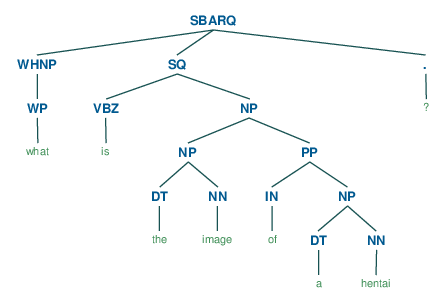 SBARQ
WHNP SQ .
WP VBZ NP ?
what is NP PP
DT NN IN NP
the image of DT NN
a hentai